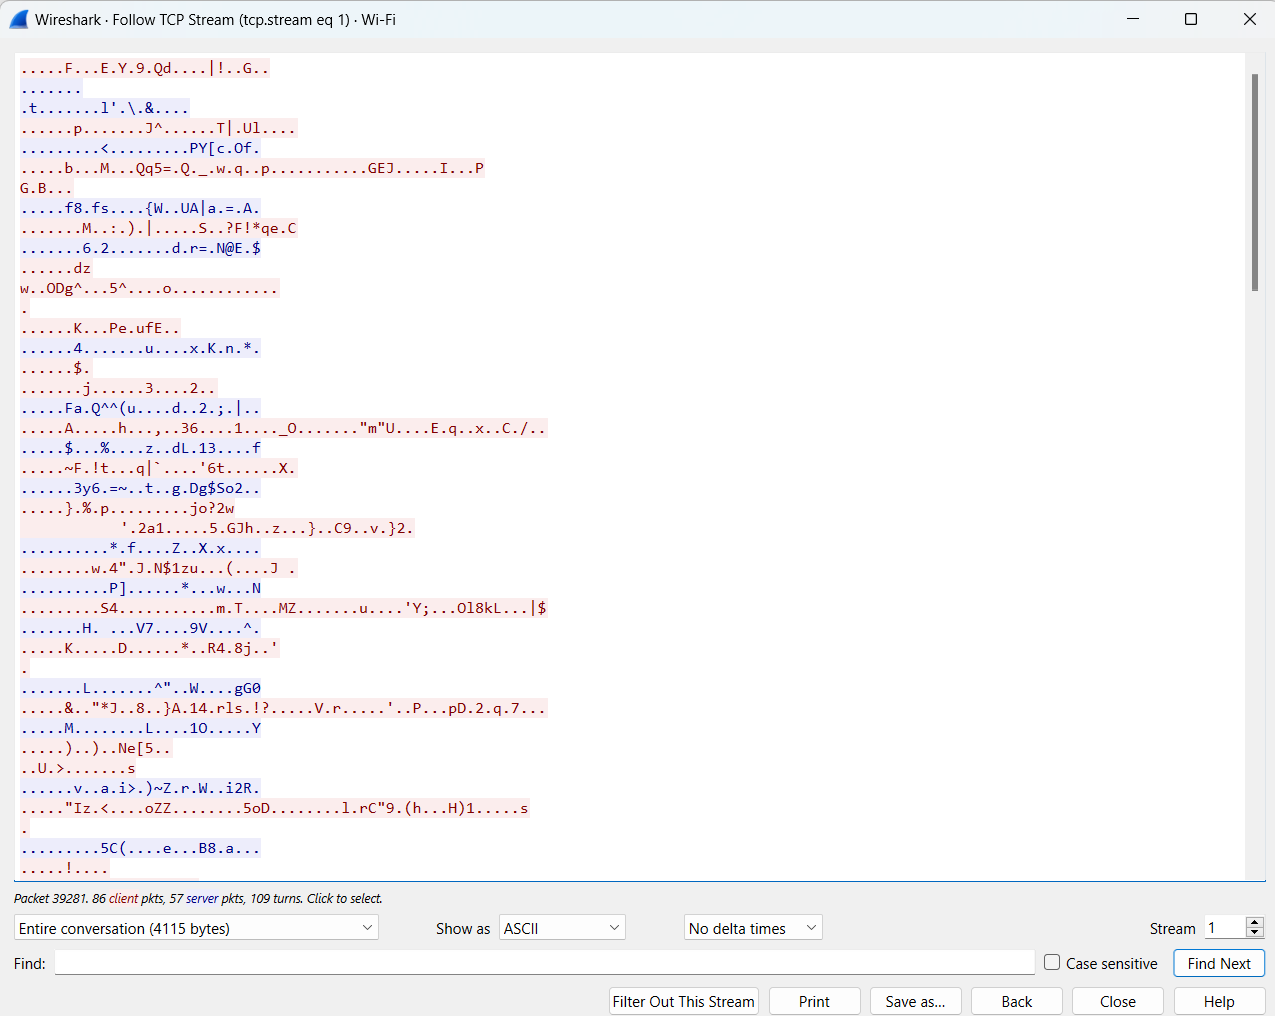 Wireshark · Follow TCP Stream (tcp.stream eq 1) · Wi-Fi
.....F...E.Y.9.Qd....|!..G..
.......
.t.......l'.\.&....
......p.......J^......T|.Ul....
.........<.........PY[c.Of.
.....b...M...Qq5=.Q._.w.q..p...........GEJ.....I...P
G.B...
.....f8.fs....{W..UA|a.=.A.
.......M..:.).|.....S..?F!*qe.C
.......6.2.......d.r=.N@E.$
......dz
w..ODg^...5^....o............
.
......K...Pe.ufE..
......4.......u....x.K.n.*.
......$.
.......j......3....2..
.....Fa.Q^^(u....d..2.;.|..
.....A.....h...,..36....1...._O......."m"U....E.q..x..C./..
.....$...%....z..dL.13....f
.....~F.!t...q|`....'6t......X.
......3y6.=~..t..g.Dg$So2..
.....}.%.p.........jo?2w
'.2a1.....5.GJh..z...}..C9..v.}2.
..........*.f....Z..X.x....
........w.4".J.N$1zu...(....J .
..........P]......*...w...N
.........S4...........m.T....MZ.......u....'Y;...Ol8kL...|$
.......H. ...V7....9V....^.
.....K.....D......*..R4.8j..'
.
.......L.......^"..W....gG0
.....&.."*J..8..}A.14.rls.!?.....V.r.....'..P...pD.2.q.7...
.....M.........L....1O.....Y
.....)..)..Ne[5..
..U.>.......s
......v..a.i>.)~Z.r.W..i2R.
....."Iz.<....oZZ........5oD........l.rC"9.(h...H)1.....s
.
.........5C(....e...B8.a...
.....!....
Packet 39281. 86 client pkts, 57 server pkts, 109 turns. Click to select.
Entire conversation (4115 bytes) Show as ASCII No delta times Stream 1
Find: Case sensitive Find Next
Filter Out This Stream Print Save as... Back Close Help